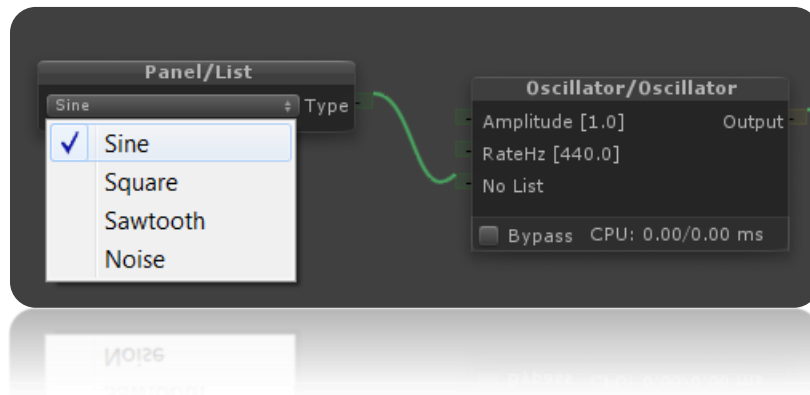 Panel/List
Sine Type
Sine
Square
Sawtooth
Noise
Oscillator/Oscillator
Amplitude [1.0] Output
RateHz [440.0]
No List
Bypass CPU: 0.00/0.00 ms
Noise